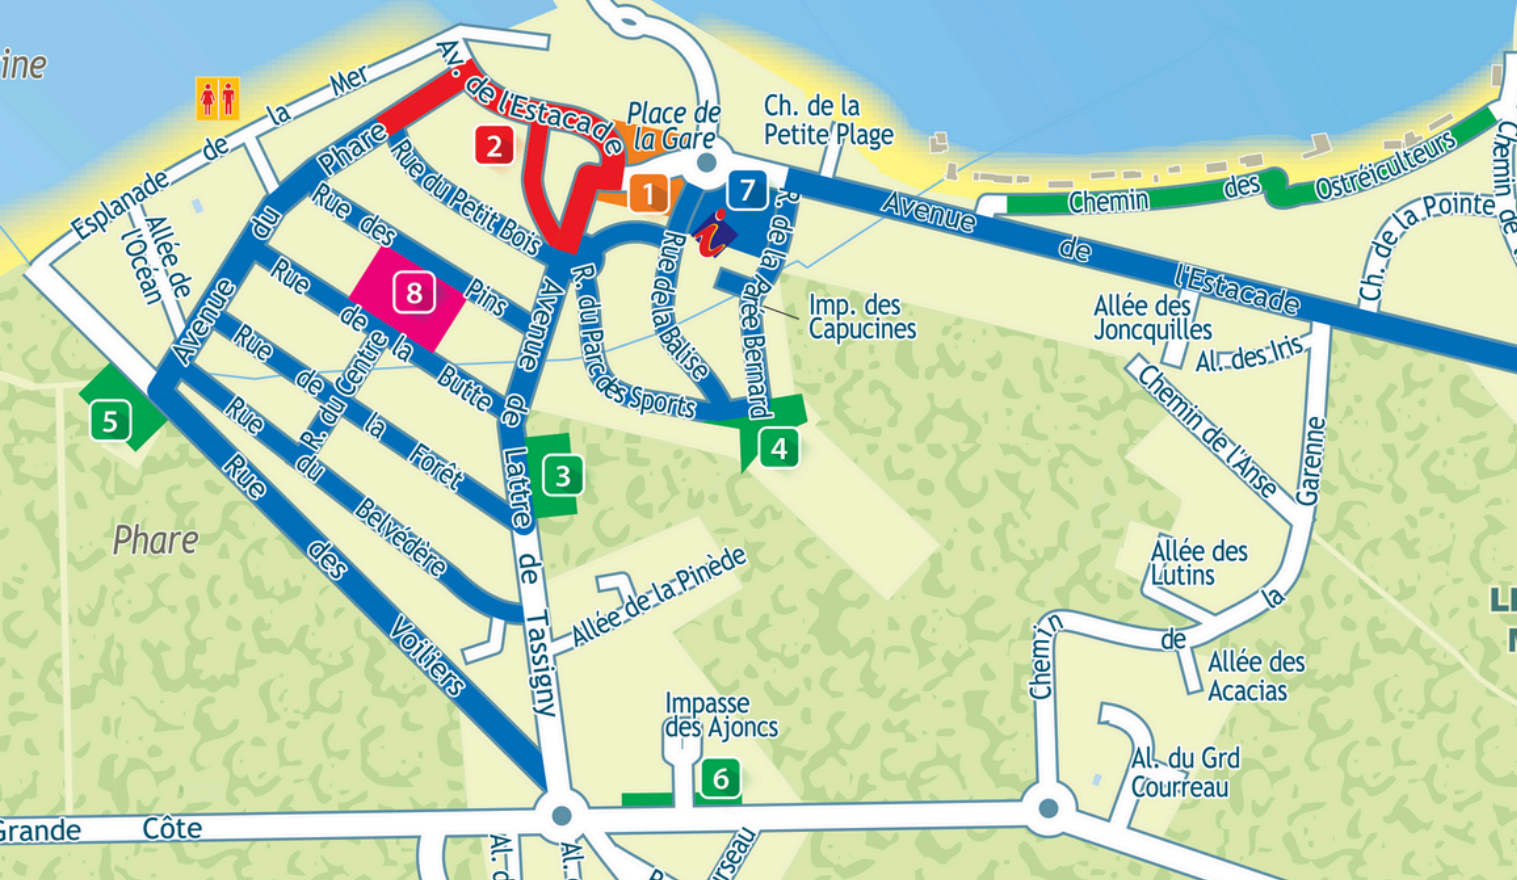 ine
Esplanade de la Mer
Av. de l'Estacade
Place de
la Gare
Ch. de la
Petite Plage
2
1
7
i
Avenue du Phare
Rue du Petit Bois
Rue des Pins
Allée de
l'Océan
8
Rue de la Butte
R. du Centre
Rue de la Forêt
Rue du Belvédère
Rue des Voiliers
Avenue de Lattre de Tassigny
R. du Parc des Sports
Rue de la Balise
R. de la Parée Bernard
Imp. des
Capucines
Avenue de l'Estacade
Chemin des Ostréiculteurs
Ch. de la Pointe
Chemin de
Allée des
Joncquilles
Al. des Iris
Chemin de l'Anse
Chemin de la Garenne
5
4
3
Phare
Allée de la Pinède
Allée des
Lutins
Allée des
Acacias
Impasse
des Ajoncs
6
Al. du Grd
Courreau
Grande Côte
Al. d
Al.